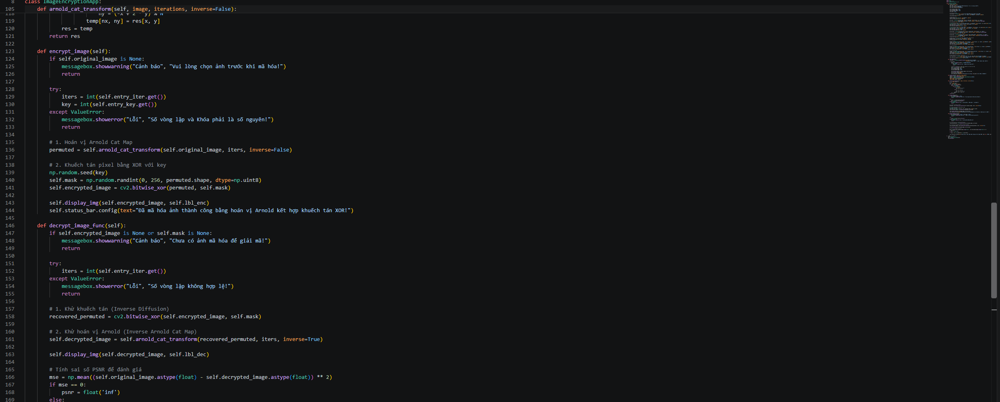 8 class ImageEncryptionApp:
105 def arnold_cat_transform(self, image, iterations, inverse=False):
118 ny = (-x + 2 * y) % N
119 temp[nx, ny] = res[x, y]
120 res = temp
121 return res
122
123 def encrypt_image(self):
124 if self.original_image is None:
125 messagebox.showwarning("Cảnh báo", "Vui lòng chọn ảnh trước khi mã hóa!")
126 return
127
128 try:
129 iters = int(self.entry_iter.get())
130 key = int(self.entry_key.get())
131 except ValueError:
132 messagebox.showerror("Lỗi", "Số vòng lặp và Khóa phải là số nguyên!")
133 return
134
135 # 1. Hoán vị Arnold Cat Map
136 permuted = self.arnold_cat_transform(self.original_image, iters, inverse=False)
137
138 # 2. Khuếch tán pixel bằng XOR với key
139 np.random.seed(key)
140 self.mask = np.random.randint(0, 256, permuted.shape, dtype=np.uint8)
141 self.encrypted_image = cv2.bitwise_xor(permuted, self.mask)
142
143 self.display_img(self.encrypted_image, self.lbl_enc)
144 self.status_bar.config(text="Đã mã hóa ảnh thành công bằng hoán vị Arnold kết hợp khuếch tán XOR!")
145
146 def decrypt_image_func(self):
147 if self.encrypted_image is None or self.mask is None:
148 messagebox.showwarning("Cảnh báo", "Chưa có ảnh mã hóa để giải mã!")
149 return
150
151 try:
152 iters = int(self.entry_iter.get())
153 except ValueError:
154 messagebox.showerror("Lỗi", "Số vòng lặp không hợp lệ!")
155 return
156
157 # 1. Khử khuếch tán (Inverse Diffusion)
158 recovered_permuted = cv2.bitwise_xor(self.encrypted_image, self.mask)
159
160 # 2. Khử hoán vị Arnold (Inverse Arnold Cat Map)
161 self.decrypted_image = self.arnold_cat_transform(recovered_permuted, iters, inverse=True)
162
163 self.display_img(self.decrypted_image, self.lbl_dec)
164
165 # Tính sai số PSNR để đánh giá
166 mse = np.mean((self.original_image.astype(float) - self.decrypted_image.astype(float)) ** 2)
167 if mse == 0:
168 psnr = float('inf')
169 else: